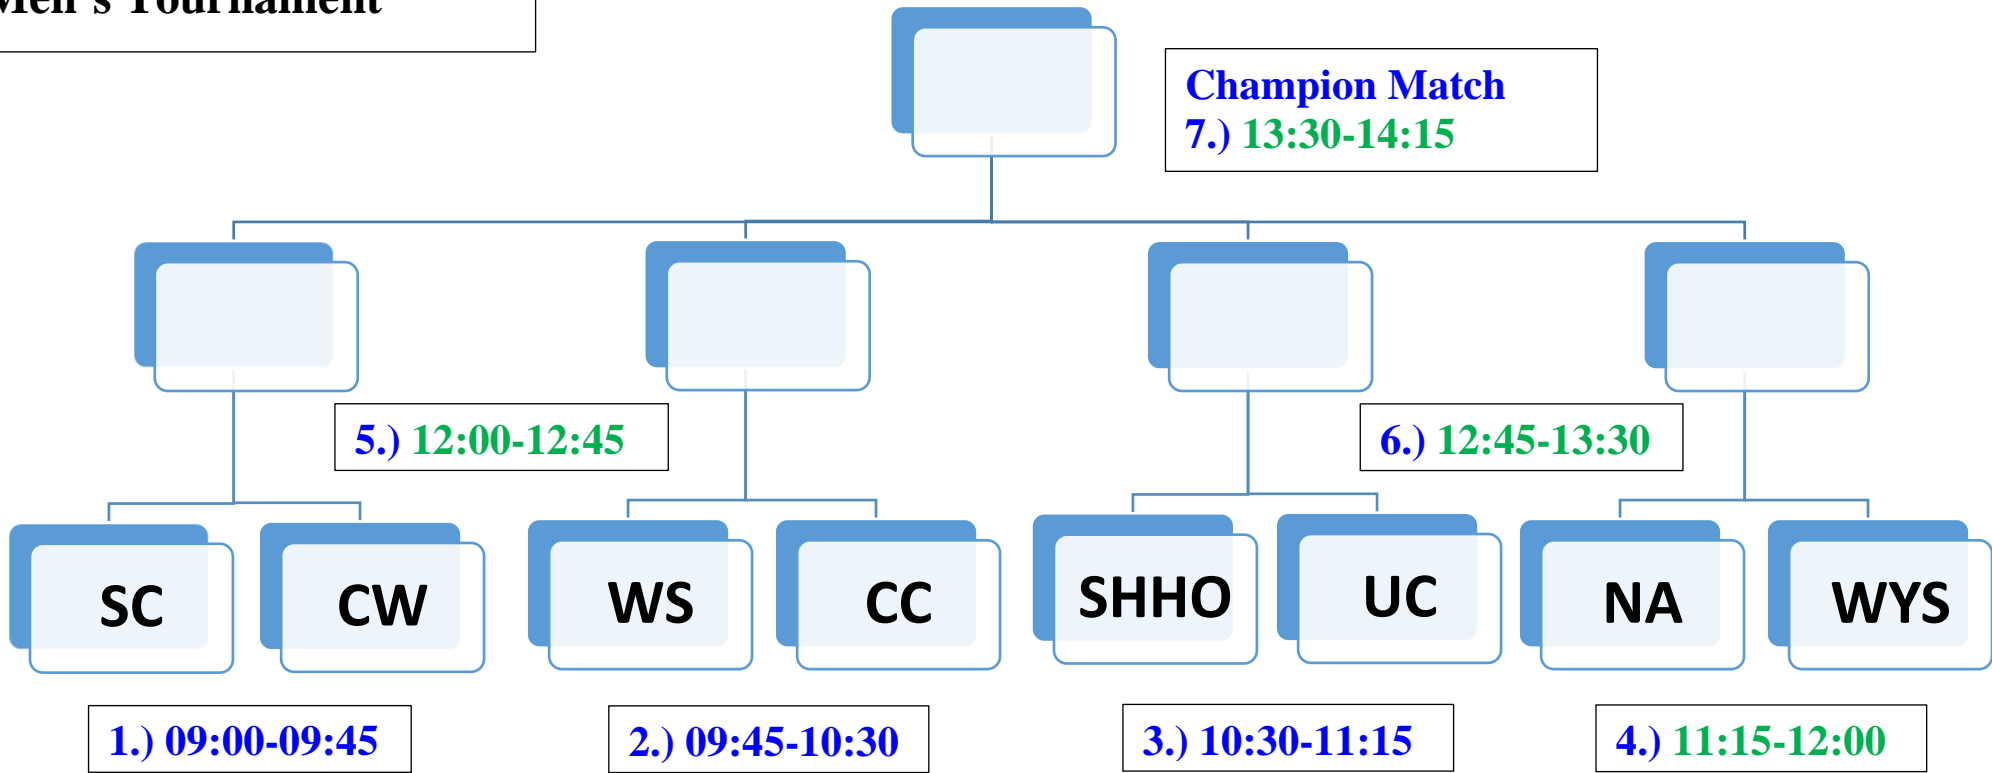 Men's Tournament
Champion Match
7.) 13:30-14:15
5.) 12:00-12:45
6.) 12:45-13:30
SC
CW
WS
CC
SHHO
UC
NA
WYS
1.) 09:00-09:45
2.) 09:45-10:30
3.) 10:30-11:15
4.) 11:15-12:00